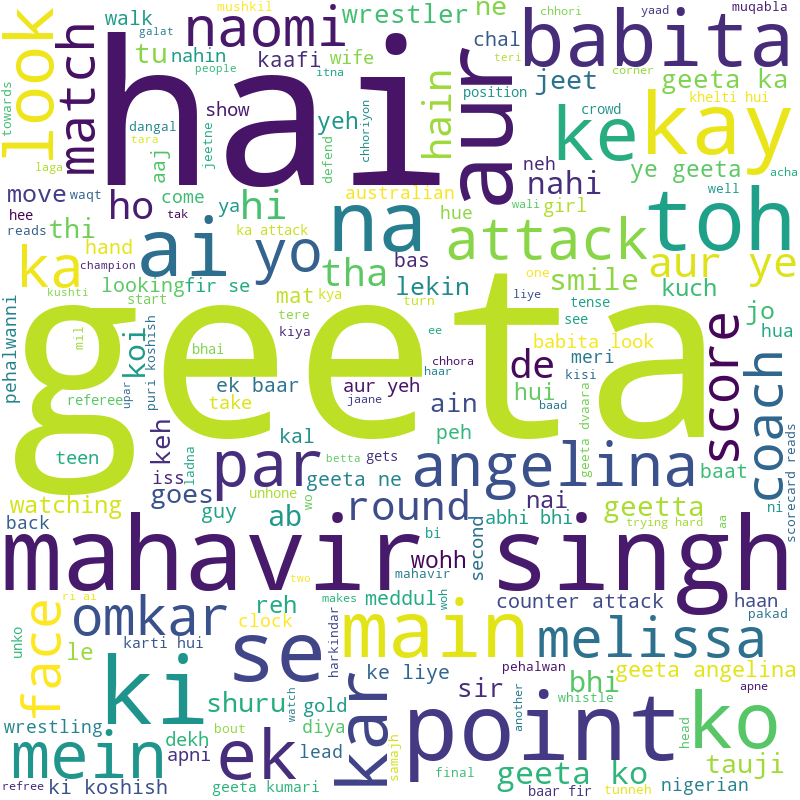 mushkil
galat
wrestler
ne
chhori
yaad
muqabla
walk
naomi
babita
tu
nahin
kaafi
wife
chal
teri
people
itna
look
match
hai
aur
jeet
corner
geeta ka
towards
dangal
tara
show
jeetne
yeh
defend
chhoriyon
hain
position
ke
crowd
kay
khelti hui
laga
aaj
neh
nahi
ye geeta
acha
move
waqt
ho
come
ya
hi
australian
hue
girl
wali
well
toh
hee
reads
thi
tak
ai
yo
na
attack
hand
ka attack
bas
ka
champion
looking
fir se
tha
lekin
smile
aur ye
kushti
start
mat
kya
turn
liye
one
tense
see
kuch
jo
hua
pehalwanni
mil
koi
tere
kiya
geeta
ee
babita look
meri
kisi
bhai
chhora
haar
de
score
coach
referee
upar
puri koshish
ek baar
aur yeh
jaane
take
ain
hui
baad
geeta dvaara
teen
keh
kal
peh
par
iss
ladna
betta
gets
angelina
baat
scorecard reads
watching
goes
unhone
wo
geeta ne
nai
geetta
ni
back
guy
ab
round
abhi bhi
trying hard
aa
mahavir singh
bi
wohh
second
ri ai
two
mahavir
unko
face
omkar
reh
makes
meddul
woh
counter attack
haan
pakad
clock
main
melissa
le
karti hui
se
harkindar
ke liye
pehalwan
geeta angelina
ki
shuru
kar
sir
bhi
apne
wrestling
gold
watch
diya
another
whistle
point
head
ko
mein
dekh
bout
apni
ek
lead
samajh
tauji
refree
ki koshish
geeta kumari
final
geeta ko
baar fir
tunneh
nigerian